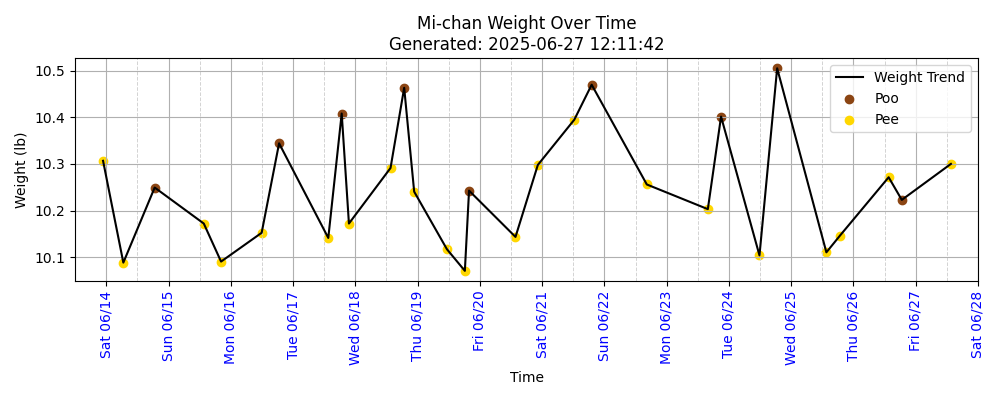 Mi-chan Weight Over Time
Generated: 2025-06-27 12:11:42
Weight Trend
Poo
Pee
10.5
10.4
10.3
10.2
10.1
Weight (lb)
Sat 06/14
Sun 06/15
Mon 06/16
Tue 06/17
Wed 06/18
Thu 06/19
Fri 06/20
Sat 06/21
Sun 06/22
Mon 06/23
Tue 06/24
Wed 06/25
Thu 06/26
Fri 06/27
Sat 06/28
Time